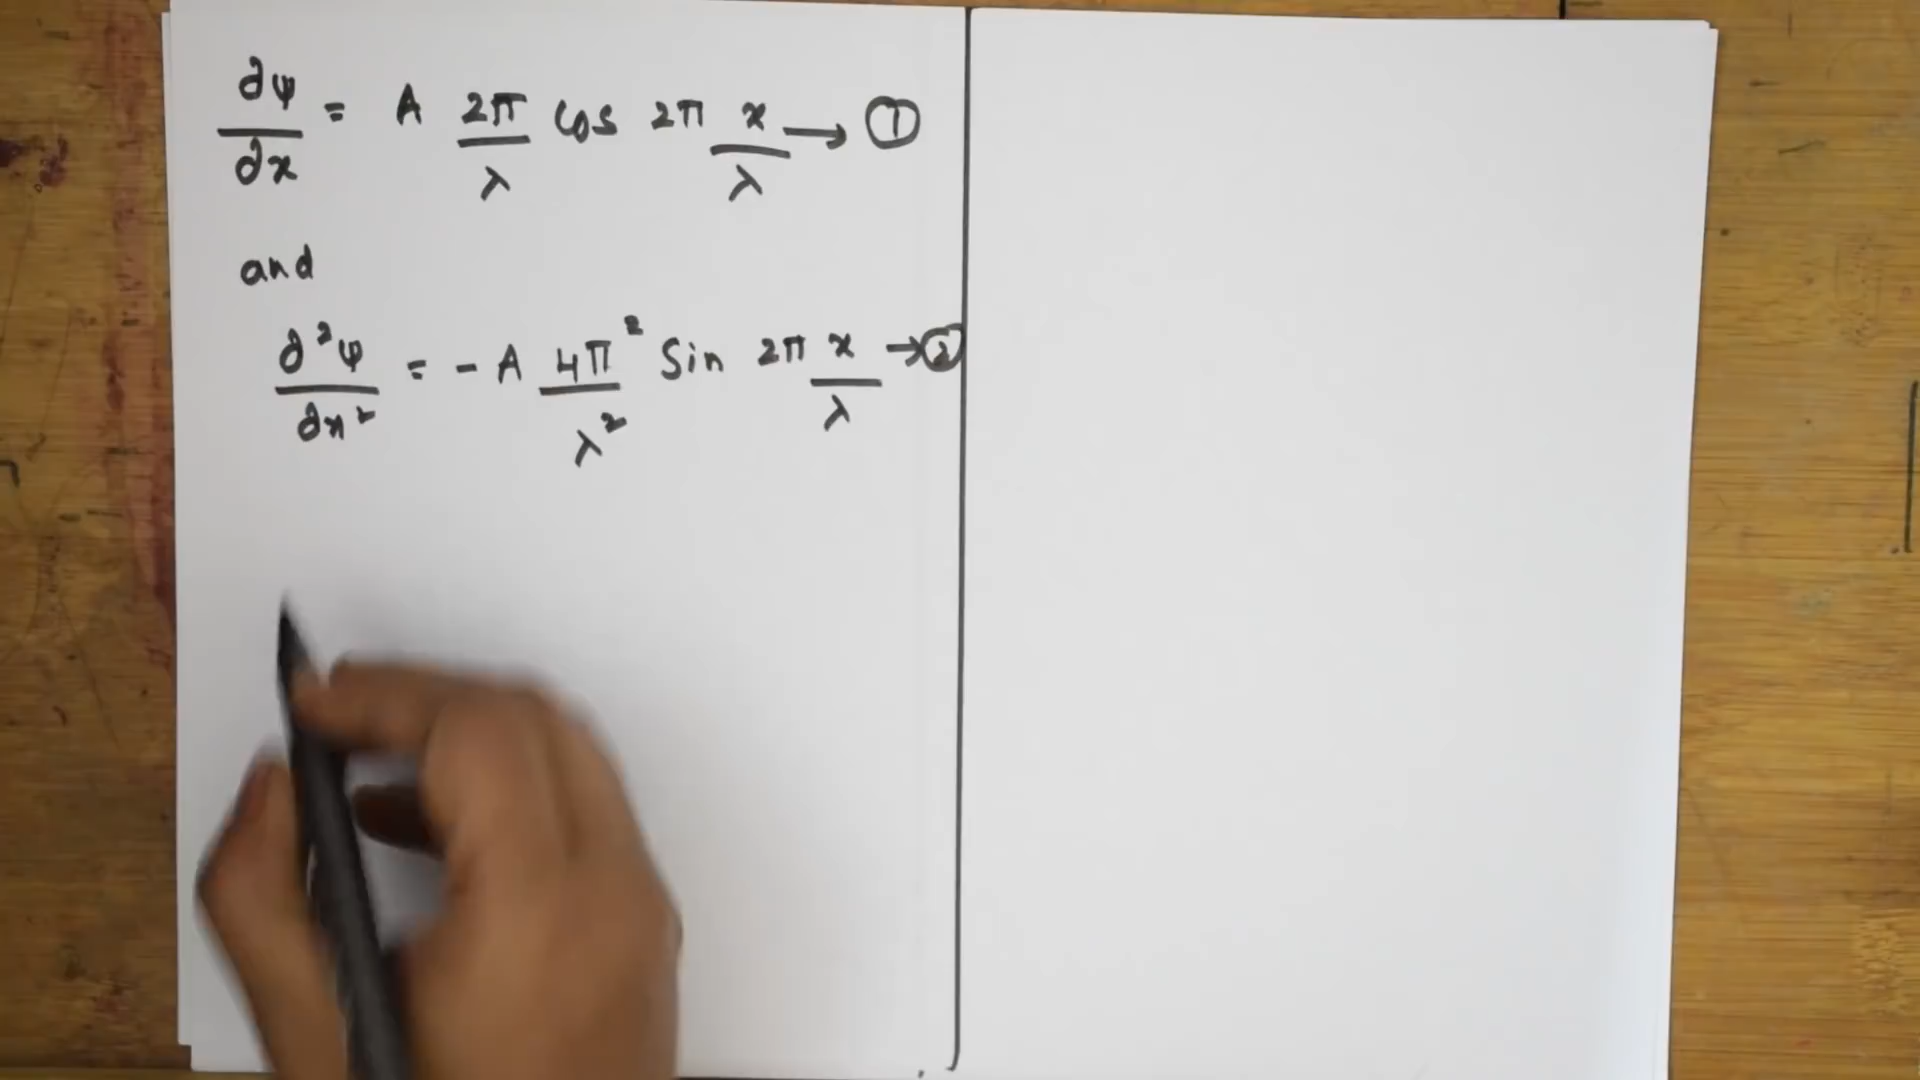 ∂ψ/∂x = A 2π/λ cos 2π x/λ → ①
and
∂²ψ/∂x² = - A 4π²/λ² Sin 2π x/λ → ②